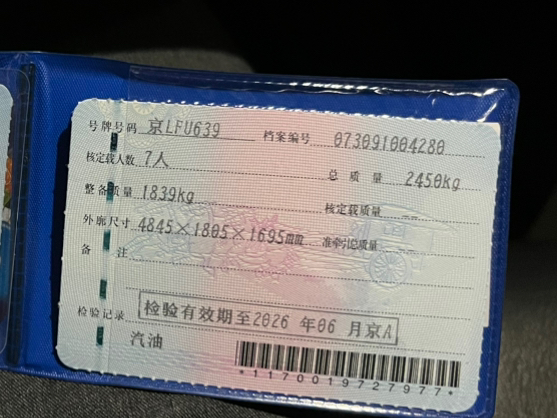 号牌号码 京LFU639 档案编号 073091004280
核定载人数 7人 总质量 2450kg
整备质量 1839kg 核定载质量 --
外廓尺寸 4845×1805×1695mm 准牵引总质量 --
备注
检验记录 检验有效期至2026年06月京A
汽油
*1170019727977*